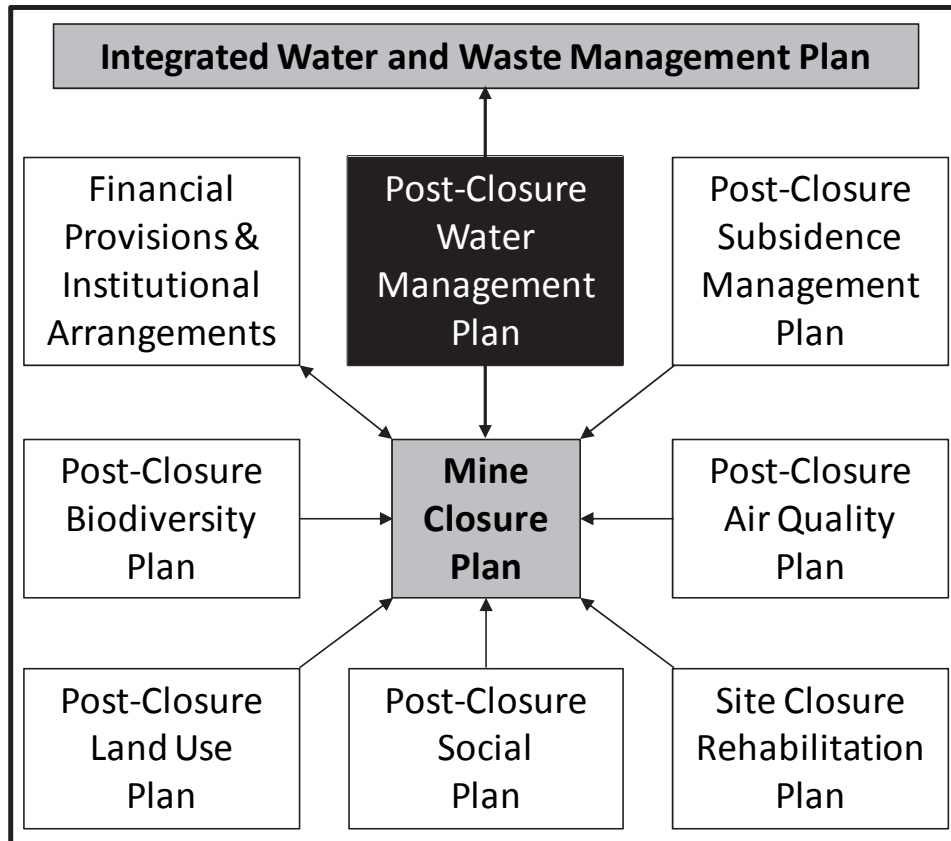 Integrated Water and Waste Management Plan
Financial
Provisions &
Institutional
Arrangements
Post-Closure
Water
Management
Plan
Post-Closure
Subsidence
Management
Plan
Post-Closure
Biodiversity
Plan
Mine
Closure
Plan
Post-Closure
Air Quality
Plan
Post-Closure
Land Use
Plan
Post-Closure
Social
Plan
Site Closure
Rehabilitation
Plan